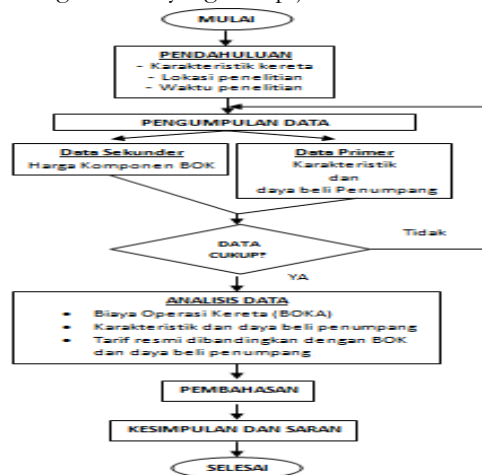 MULAI
PENDAHULUAN
- Karakteristik kereta
- Lokasi penelitian
- Waktu penelitian
PENGUMPULAN DATA
Data Sekunder
Harga Komponen BOK
Data Primer
Karakteristik
dan
daya beli Penumpang
DATA
CUKUP?
Tidak
YA
ANALISIS DATA
• Biaya Operasi Kereta (BOKA)
• Karakteristik dan daya beli penumpang
• Tarif resmi dibandingkan dengan BOK
dan daya beli penumpang
PEMBAHASAN
KESIMPULAN DAN SARAN
SELESAI